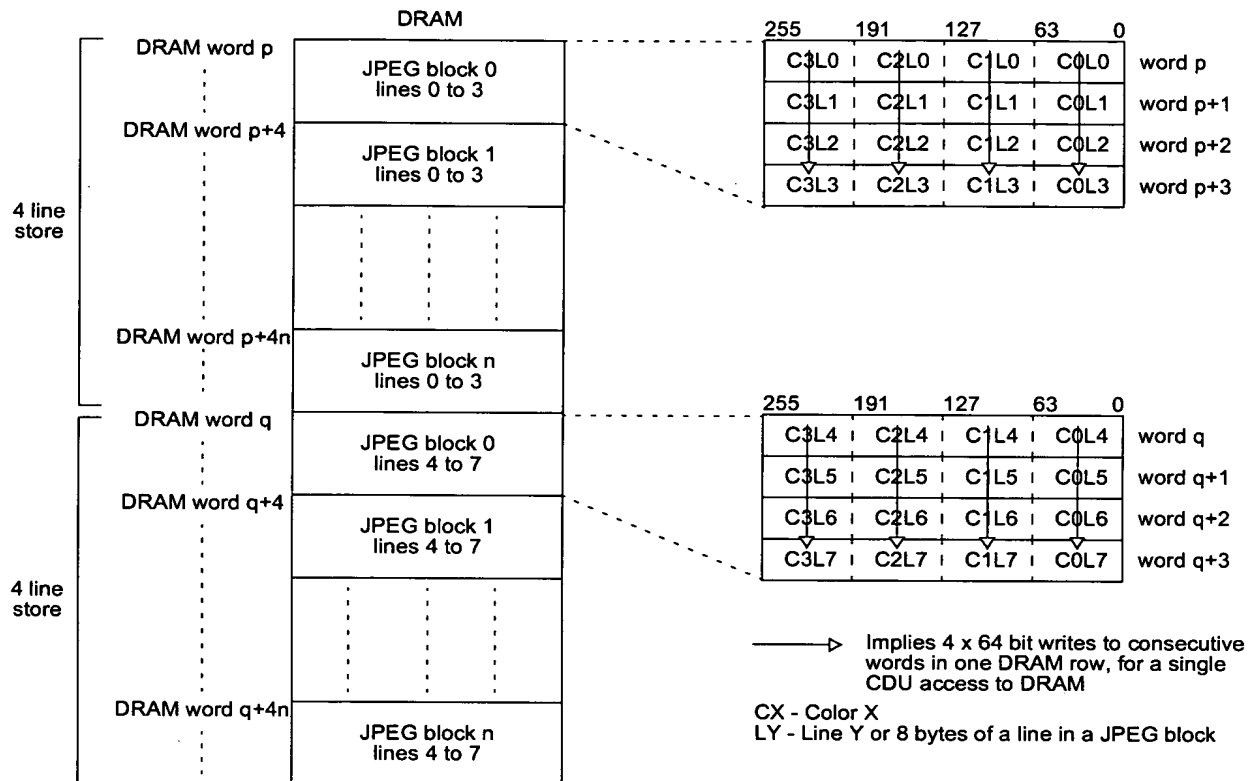 DRAM
DRAM word p
JPEG block 0
lines 0 to 3
DRAM word p+4
JPEG block 1
lines 0 to 3
4 line
store
DRAM word p+4n
JPEG block n
lines 0 to 3
DRAM word q
JPEG block 0
lines 4 to 7
DRAM word q+4
JPEG block 1
lines 4 to 7
4 line
store
DRAM word q+4n
JPEG block n
lines 4 to 7
255 191 127 63 0
C3L0 C2L0 C1L0 C0L0 word p
C3L1 C2L1 C1L1 C0L1 word p+1
C3L2 C2L2 C1L2 C0L2 word p+2
C3L3 C2L3 C1L3 C0L3 word p+3
255 191 127 63 0
C3L4 C2L4 C1L4 C0L4 word q
C3L5 C2L5 C1L5 C0L5 word q+1
C3L6 C2L6 C1L6 C0L6 word q+2
C3L7 C2L7 C1L7 C0L7 word q+3
Implies 4 x 64 bit writes to consecutive
words in one DRAM row, for a single
CDU access to DRAM
CX - Color X
LY - Line Y or 8 bytes of a line in a JPEG block